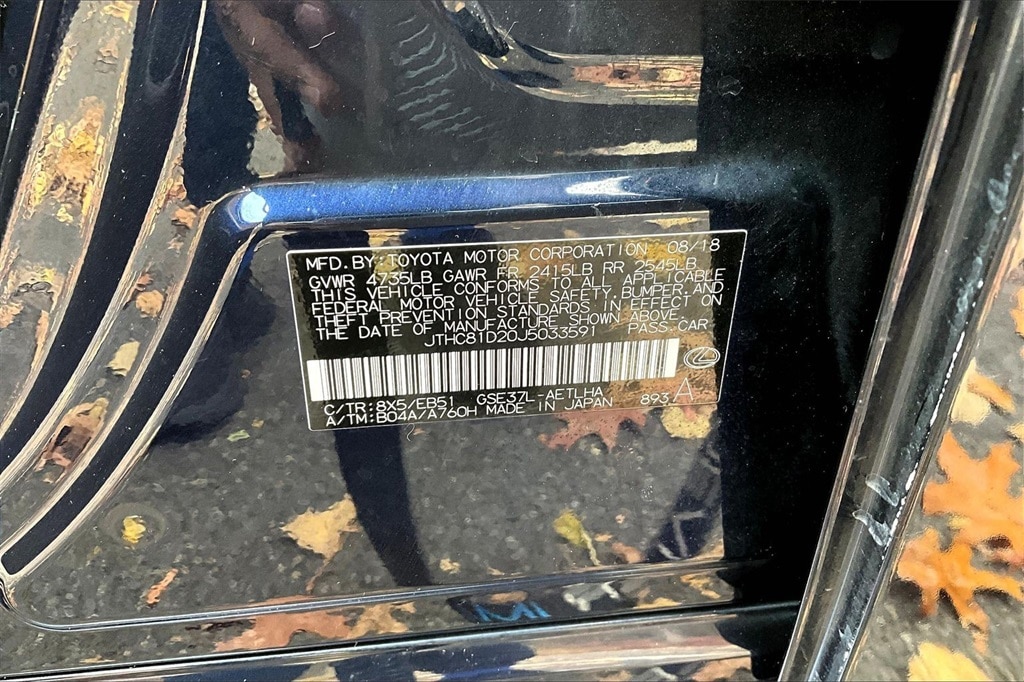 MFD.BY:TOYOTA MOTOR CORPORATION 08/18
GVWR 4735LB GAWR FR 2415LB RR 2545LB
THIS VEHICLE CONFORMS TO ALL APPLICABLE
FEDERAL MOTOR VEHICLE SAFETY, BUMPER, AND
THEFT PREVENTION STANDARDS IN EFFECT ON
THE DATE OF MANUFACTURE SHOWN ABOVE.
JTHC81D20J5033591 PASS.CAR
C/TR:8X5/EB51 GSE37L-AETLHA
A/TM:B04A/A760H MADE IN JAPAN 893 A